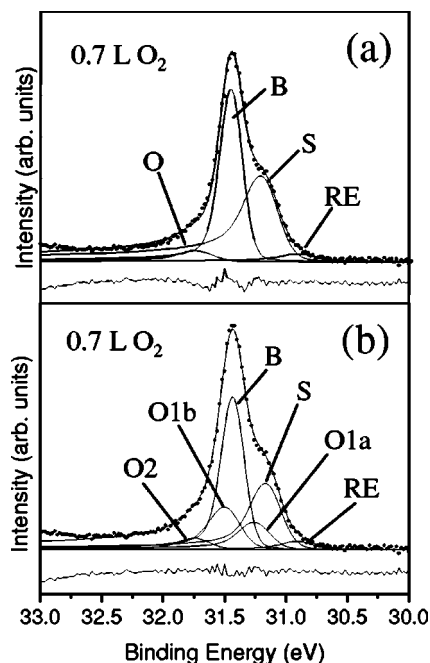 0.7 L O2
(a)
B
S
O
RE
Intensity (arb. units)
0.7 L O2
(b)
B
O1b
S
O1a
O2
RE
Intensity (arb. units)
33.0 32.5 32.0 31.5 31.0 30.5 30.0
Binding Energy (eV)